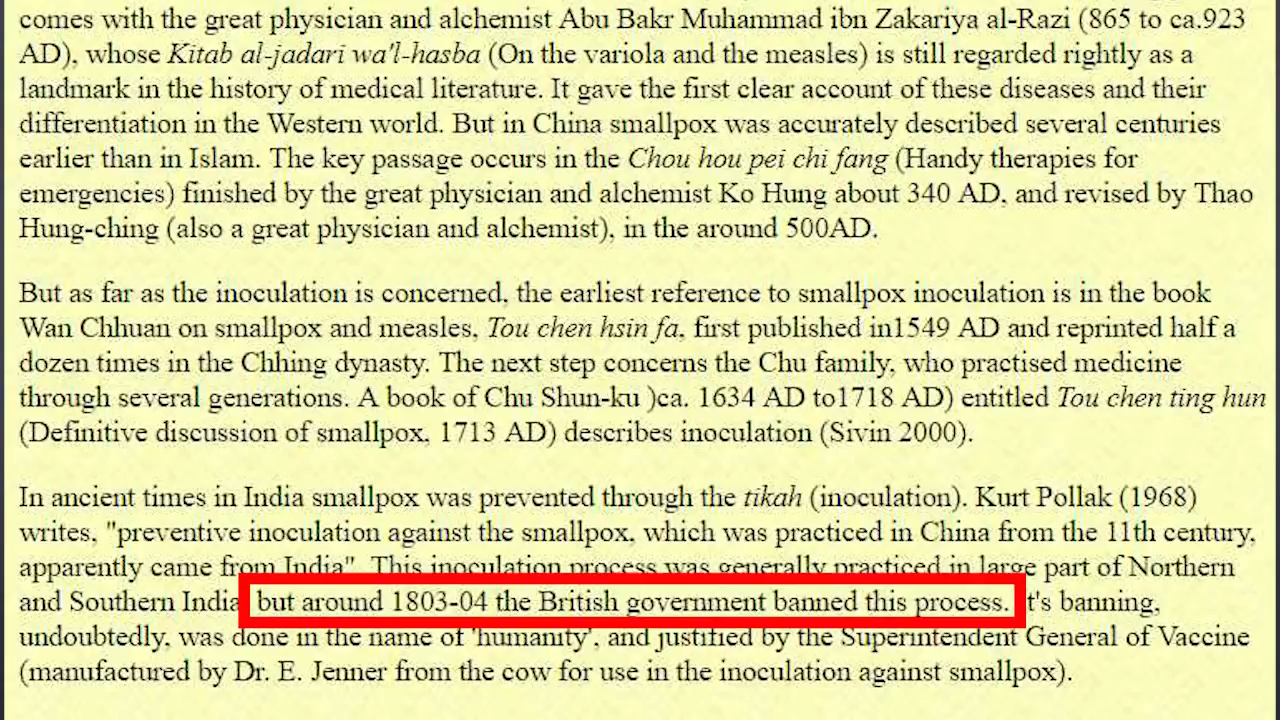 comes with the great physician and alchemist Abu Bakr Muhammad ibn Zakariya al-Razi (865 to ca.923
AD), whose Kitab al-jadari wa'l-hasba (On the variola and the measles) is still regarded rightly as a
landmark in the history of medical literature. It gave the first clear account of these diseases and their
differentiation in the Western world. But in China smallpox was accurately described several centuries
earlier than in Islam. The key passage occurs in the Chou hou pei chi fang (Handy therapies for
emergencies) finished by the great physician and alchemist Ko Hung about 340 AD, and revised by Thao
Hung-ching (also a great physician and alchemist), in the around 500AD.
But as far as the inoculation is concerned, the earliest reference to smallpox inoculation is in the book
Wan Chhuan on smallpox and measles, Tou chen hsin fa, first published in1549 AD and reprinted half a
dozen times in the Chhing dynasty. The next step concerns the Chu family, who practised medicine
through several generations. A book of Chu Shun-ku )ca. 1634 AD to1718 AD) entitled Tou chen ting hun
(Definitive discussion of smallpox, 1713 AD) describes inoculation (Sivin 2000).
In ancient times in India smallpox was prevented through the tikah (inoculation). Kurt Pollak (1968)
writes, "preventive inoculation against the smallpox, which was practiced in China from the 11th century,
apparently came from India". This inoculation process was generally practiced in large part of Northern
and Southern India but around 1803-04 the British government banned this process. t's banning,
undoubtedly, was done in the name of 'humanity', and justified by the Superintendent General of Vaccine
(manufactured by Dr. E. Jenner from the cow for use in the inoculation against smallpox).